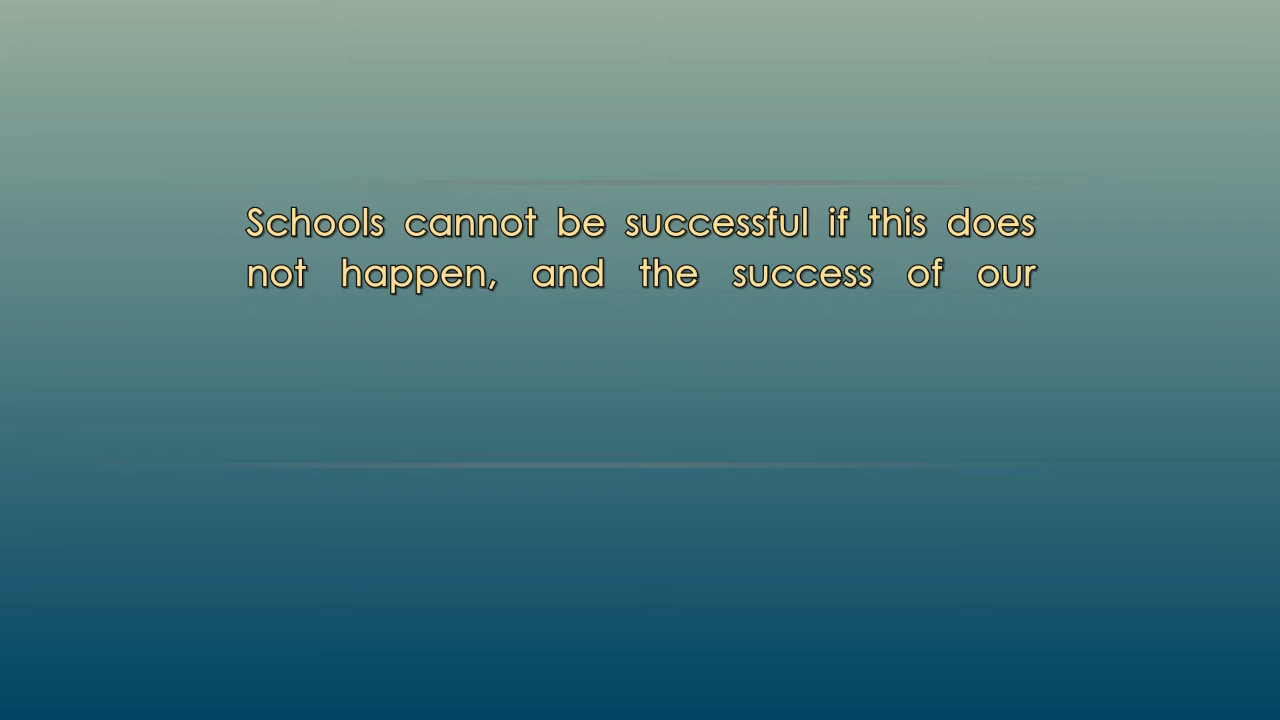 Schools cannot be successful if this does
not happen, and the success of our